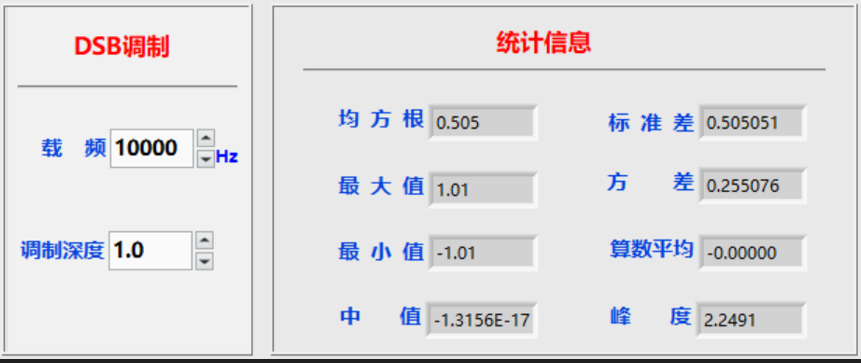 DSB调制
载 频 10000 Hz
调制深度 1.0
统计信息
均方根 0.505 标准差 0.505051
最大值 1.01 方 差 0.255076
最小值 -1.01 算数平均 -0.00000
中 值 -1.3156E-17 峰 度 2.2491